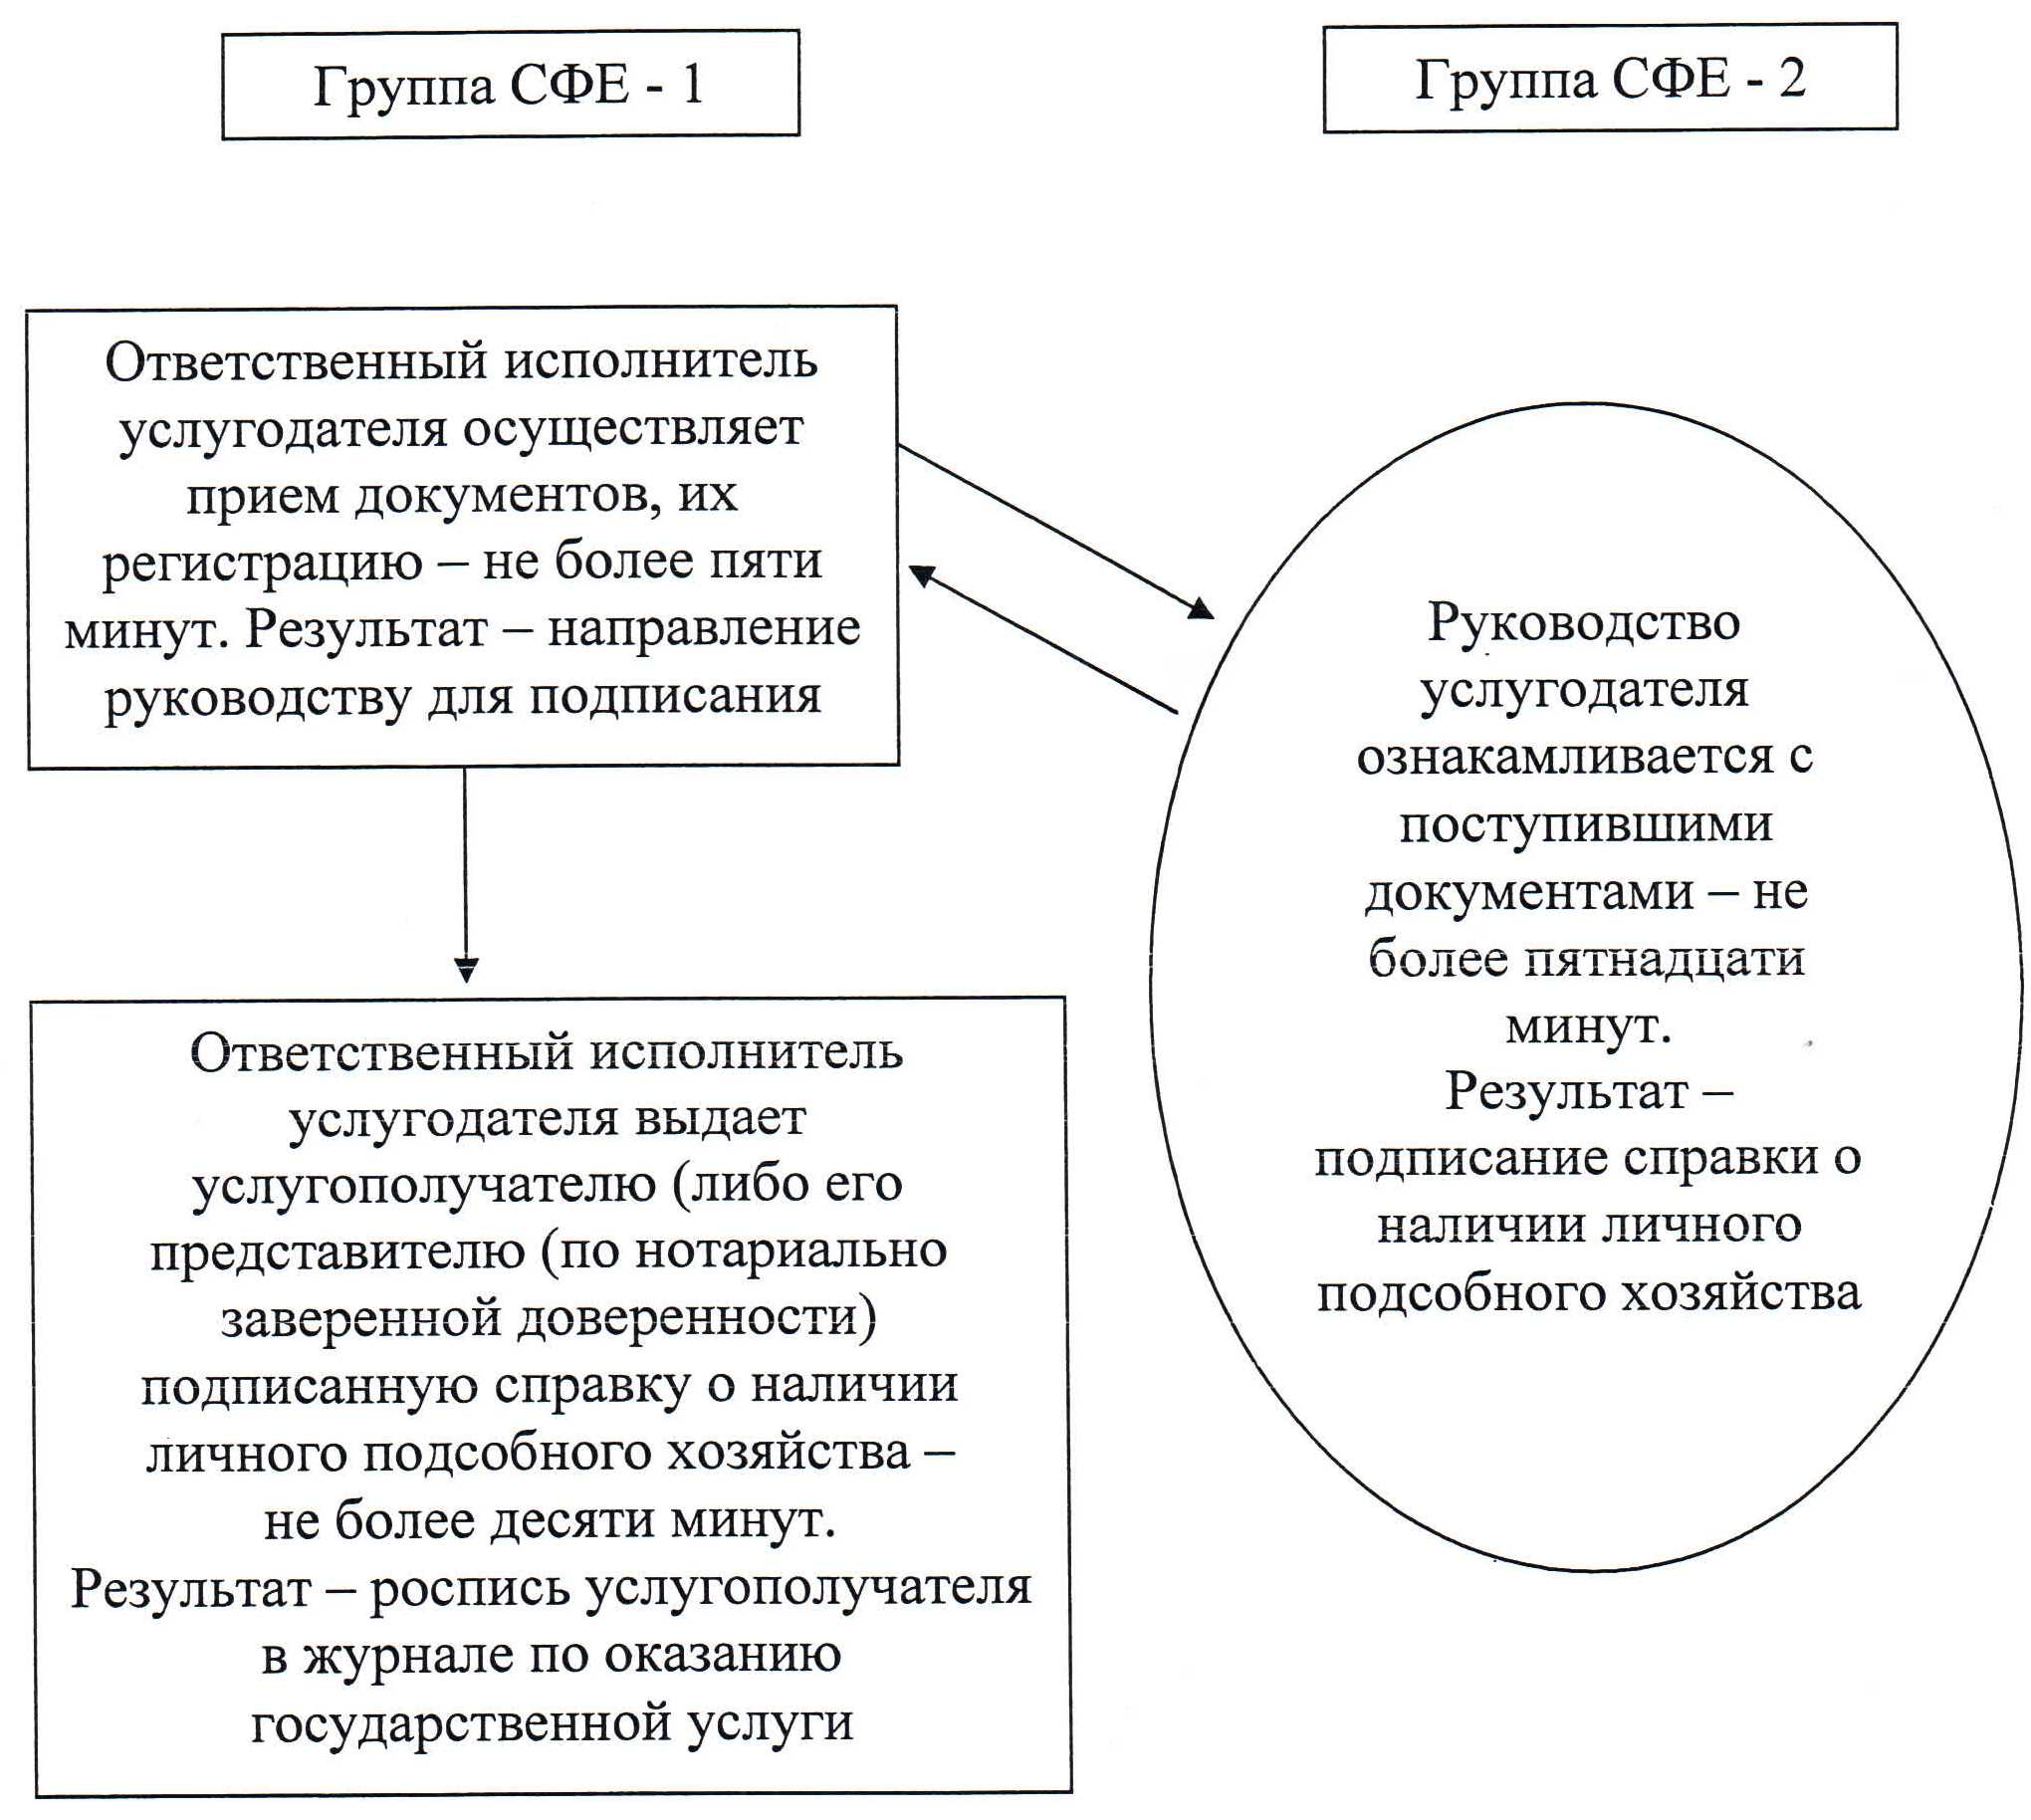 Группа СФЕ - 1
Группа СФЕ - 2
Ответственный исполнитель
услугодателя осуществляет
прием документов, их
регистрацию – не более пяти
минут. Результат – направление
руководству для подписания
Руководство
услугодателя
ознакамливается с
поступившими
документами – не
более пятнадцати
минут.
Результат –
подписание справки о
наличии личного
подсобного хозяйства
Ответственный исполнитель
услугодателя выдает
услугополучателю (либо его
представителю (по нотариально
заверенной доверенности)
подписанную справку о наличии
личного подсобного хозяйства –
не более десяти минут.
Результат – роспись услугополучателя
в журнале по оказанию
государственной услуги